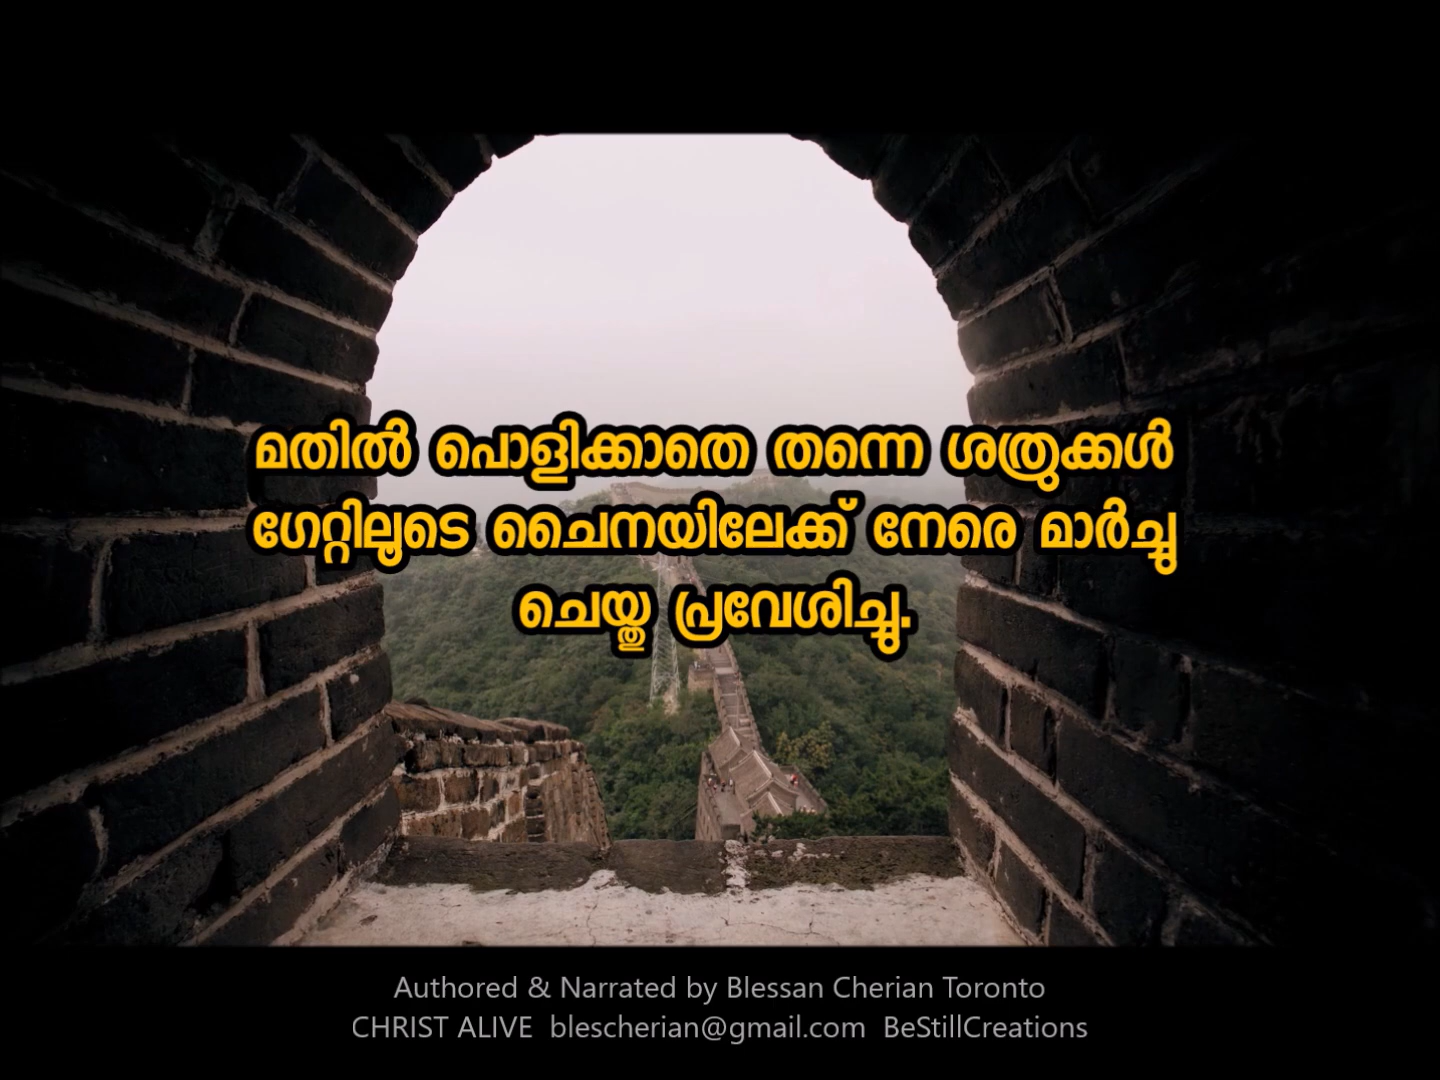 മതിൽ പൊളിക്കാതെ തന്നെ ശത്രുക്കൾ
ഗേറ്റിലൂടെ ചൈനയിലേക്ക് നേരെ മാർച്ചു
ചെയ്തു പ്രവേശിച്ചു.
Authored & Narrated by Blessan Cherian Toronto
CHRIST ALIVE blescherian@gmail.com BeStillCreations